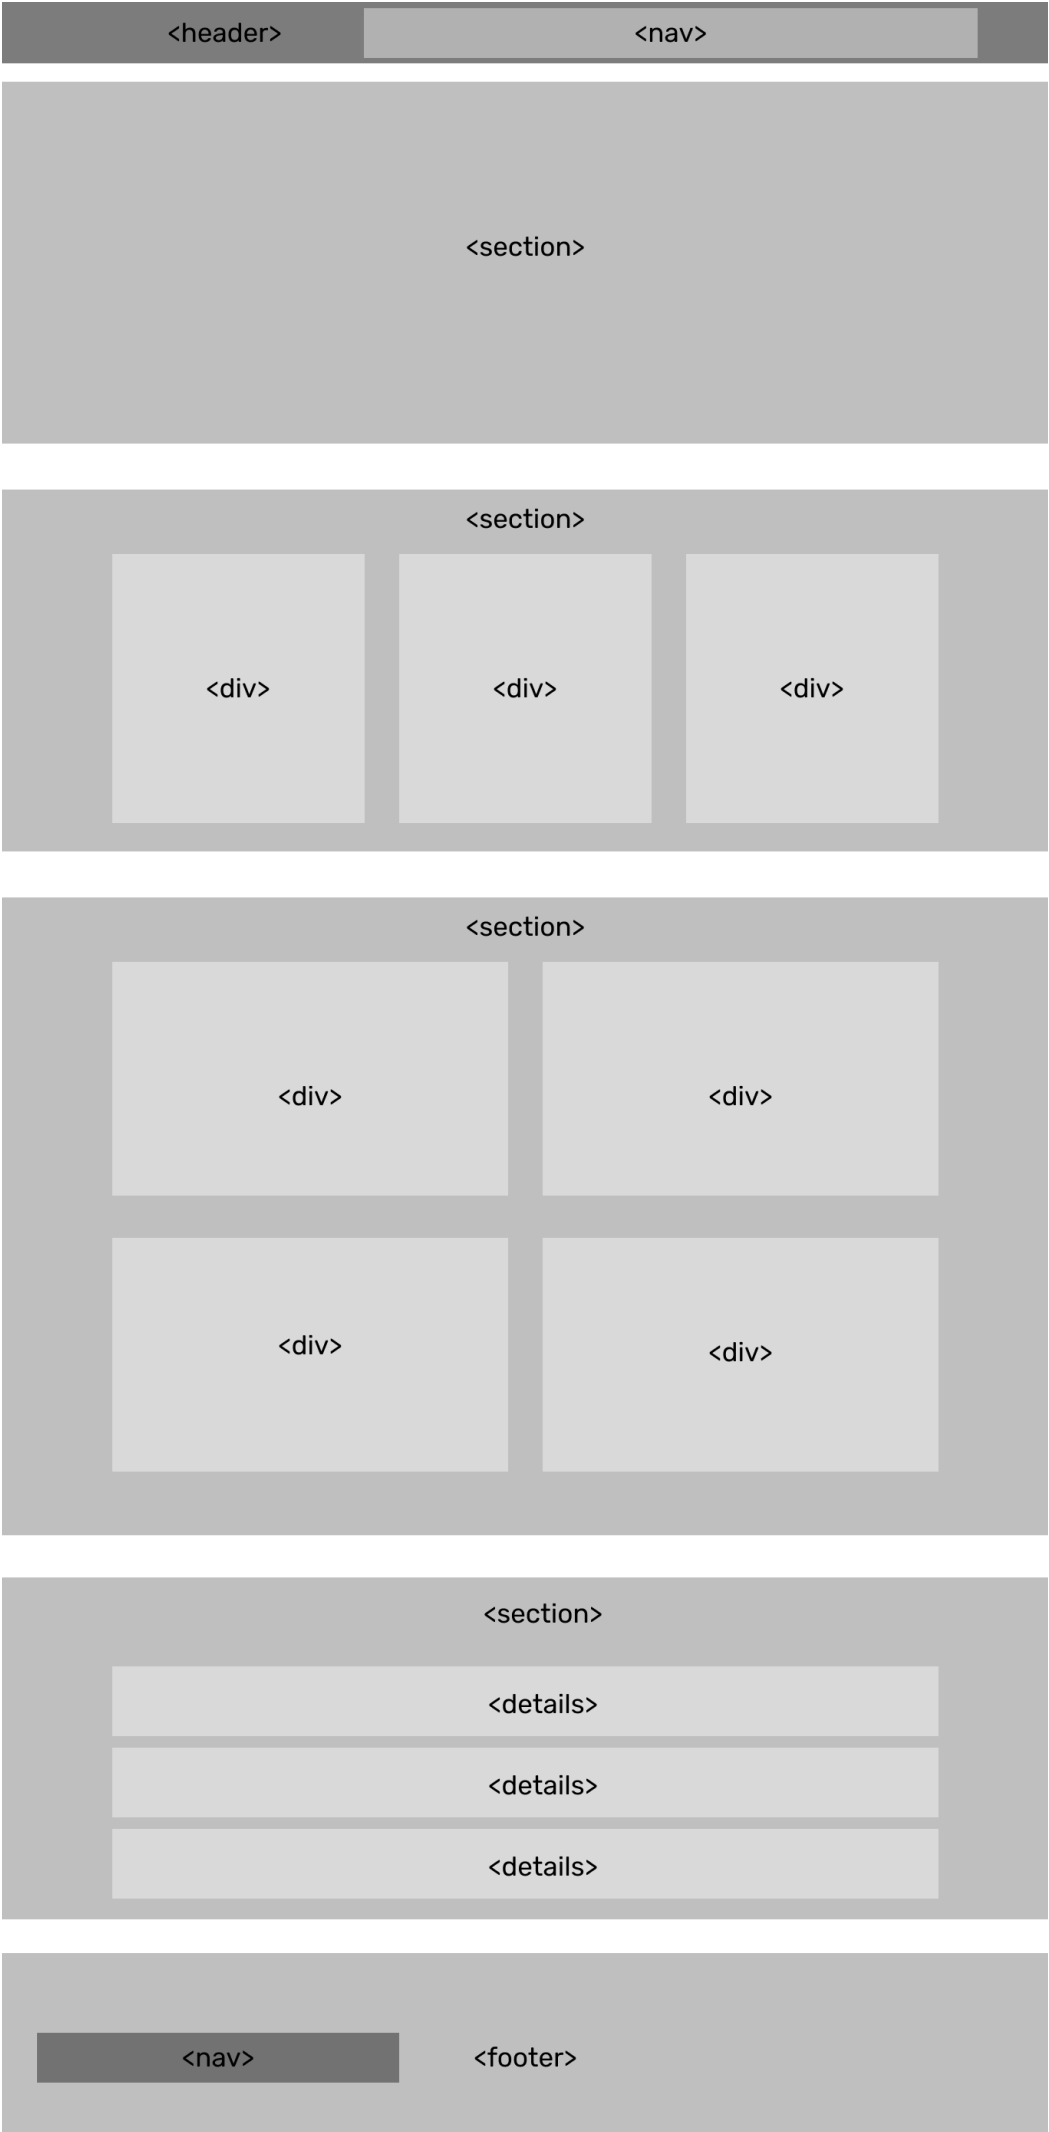 <header>
<nav>
<section>
<section>
<div>
<div>
<div>
<section>
<div>
<div>
<div>
<div>
<section>
<details>
<details>
<details>
<nav>
<footer>